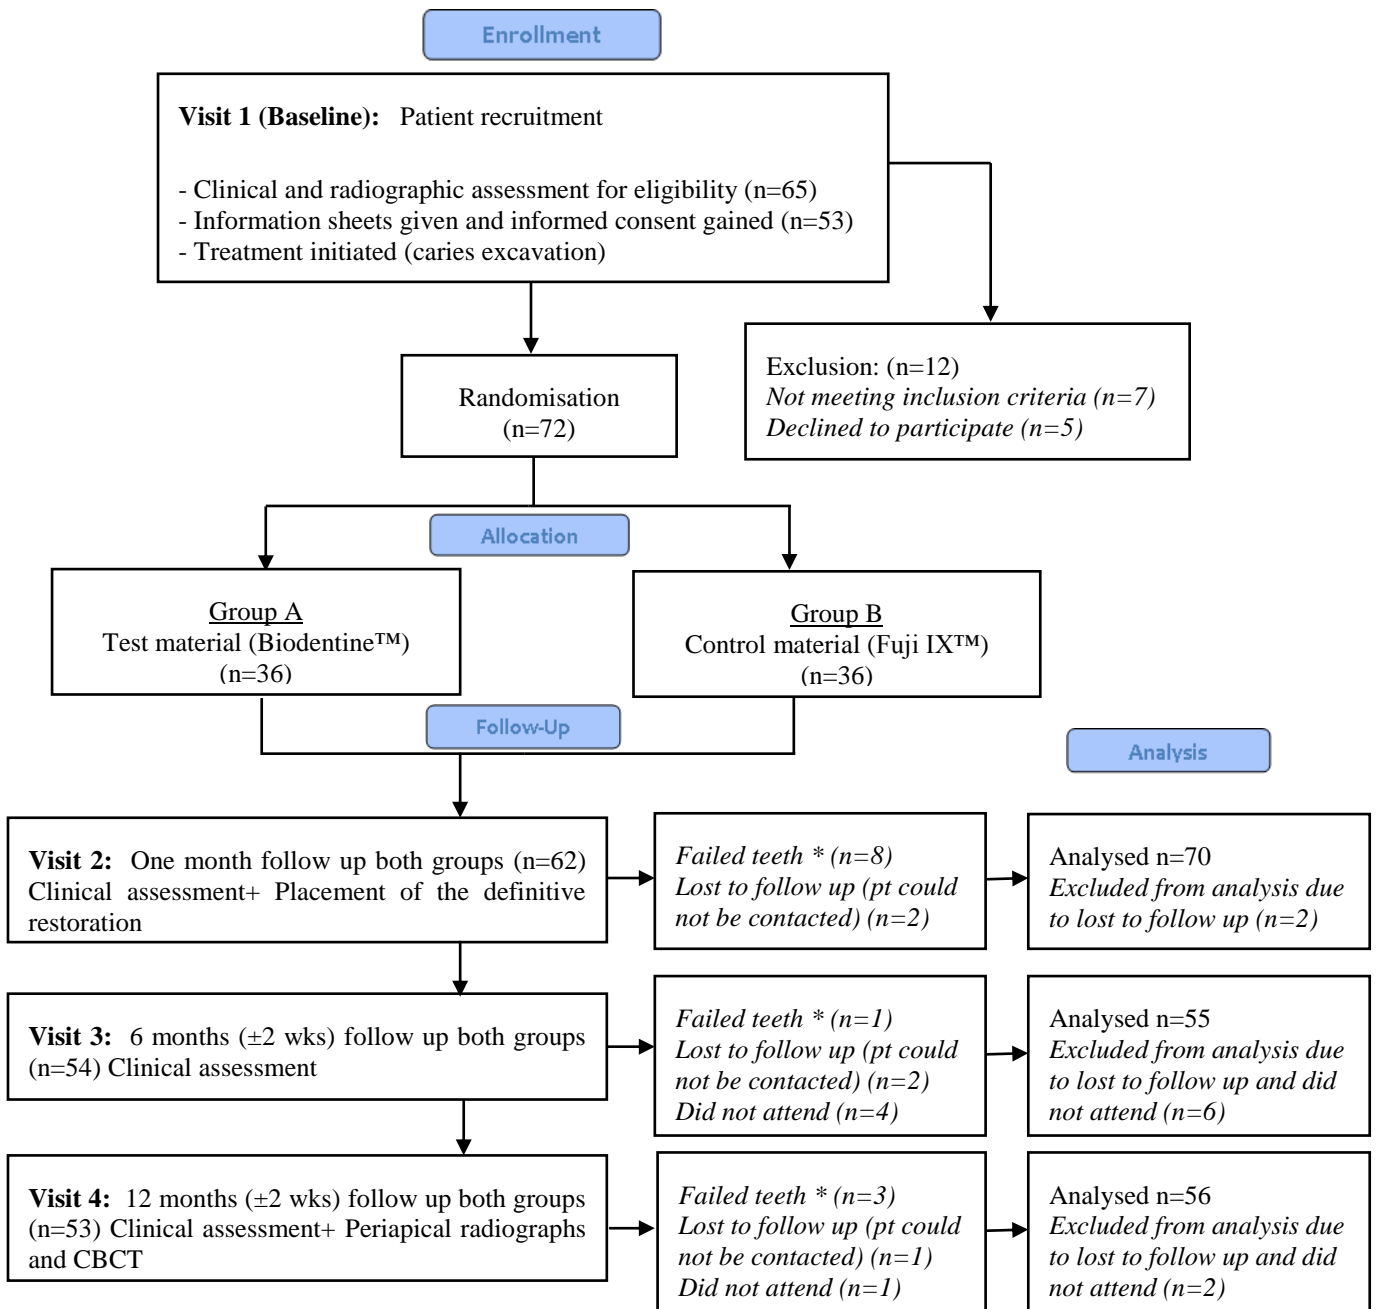 Enrollment
Visit 1 (Baseline): Patient recruitment
- Clinical and radiographic assessment for eligibility (n=65)
- Information sheets given and informed consent gained (n=53)
- Treatment initiated (caries excavation)
Exclusion: (n=12)
Not meeting inclusion criteria (n=7)
Declined to participate (n=5)
Randomisation
(n=72)
Allocation
Group A
Test material (Biodentine™)
(n=36)
Group B
Control material (Fuji IX™)
(n=36)
Follow-Up
Analysis
Visit 2: One month follow up both groups (n=62)
Clinical assessment+ Placement of the definitive
restoration
Failed teeth * (n=8)
Lost to follow up (pt could
not be contacted) (n=2)
Analysed n=70
Excluded from analysis due
to lost to follow up (n=2)
Visit 3: 6 months (±2 wks) follow up both groups
(n=54) Clinical assessment
Failed teeth * (n=1)
Lost to follow up (pt could
not be contacted) (n=2)
Did not attend (n=4)
Analysed n=55
Excluded from analysis due
to lost to follow up and did
not attend (n=6)
Visit 4: 12 months (±2 wks) follow up both groups
(n=53) Clinical assessment+ Periapical radiographs
and CBCT
Failed teeth * (n=3)
Lost to follow up (pt could
not be contacted) (n=1)
Did not attend (n=1)
Analysed n=56
Excluded from analysis due
to lost to follow up and did
not attend (n=2)